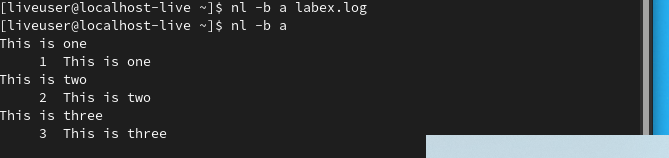 [liveuser@localhost-live ~]$ nl -b a labex.log
[liveuser@localhost-live ~]$ nl -b a
This is one
     1  This is one
This is two
     2  This is two
This is three
     3  This is three